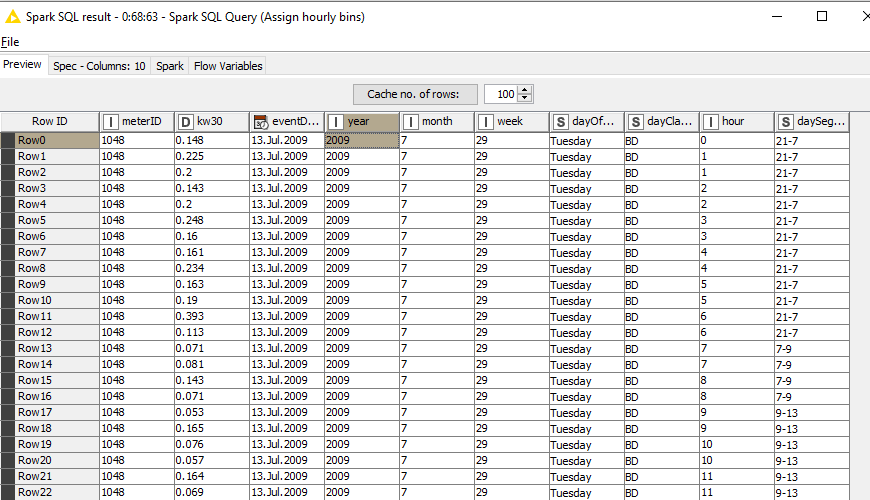 Spark SQL result - 0:68:63 - Spark SQL Query (Assign hourly bins)
File
Preview Spec - Columns: 10 Spark Flow Variables
Cache no. of rows: 100
Row ID I meterID D kw30 eventD... I year I month I week S dayOf... S dayCla... I hour S daySeg...
Row0 1048 0.148 13.Jul.2009 2009 7 29 Tuesday BD 0 21-7
Row1 1048 0.225 13.Jul.2009 2009 7 29 Tuesday BD 1 21-7
Row2 1048 0.2 13.Jul.2009 2009 7 29 Tuesday BD 1 21-7
Row3 1048 0.143 13.Jul.2009 2009 7 29 Tuesday BD 2 21-7
Row4 1048 0.2 13.Jul.2009 2009 7 29 Tuesday BD 2 21-7
Row5 1048 0.248 13.Jul.2009 2009 7 29 Tuesday BD 3 21-7
Row6 1048 0.16 13.Jul.2009 2009 7 29 Tuesday BD 3 21-7
Row7 1048 0.161 13.Jul.2009 2009 7 29 Tuesday BD 4 21-7
Row8 1048 0.234 13.Jul.2009 2009 7 29 Tuesday BD 4 21-7
Row9 1048 0.163 13.Jul.2009 2009 7 29 Tuesday BD 5 21-7
Row10 1048 0.19 13.Jul.2009 2009 7 29 Tuesday BD 5 21-7
Row11 1048 0.393 13.Jul.2009 2009 7 29 Tuesday BD 6 21-7
Row12 1048 0.113 13.Jul.2009 2009 7 29 Tuesday BD 6 21-7
Row13 1048 0.071 13.Jul.2009 2009 7 29 Tuesday BD 7 7-9
Row14 1048 0.081 13.Jul.2009 2009 7 29 Tuesday BD 7 7-9
Row15 1048 0.143 13.Jul.2009 2009 7 29 Tuesday BD 8 7-9
Row16 1048 0.071 13.Jul.2009 2009 7 29 Tuesday BD 8 7-9
Row17 1048 0.053 13.Jul.2009 2009 7 29 Tuesday BD 9 9-13
Row18 1048 0.165 13.Jul.2009 2009 7 29 Tuesday BD 9 9-13
Row19 1048 0.076 13.Jul.2009 2009 7 29 Tuesday BD 10 9-13
Row20 1048 0.057 13.Jul.2009 2009 7 29 Tuesday BD 10 9-13
Row21 1048 0.164 13.Jul.2009 2009 7 29 Tuesday BD 11 9-13
Row22 1048 0.069 13.Jul.2009 2009 7 29 Tuesday BD 11 9-13